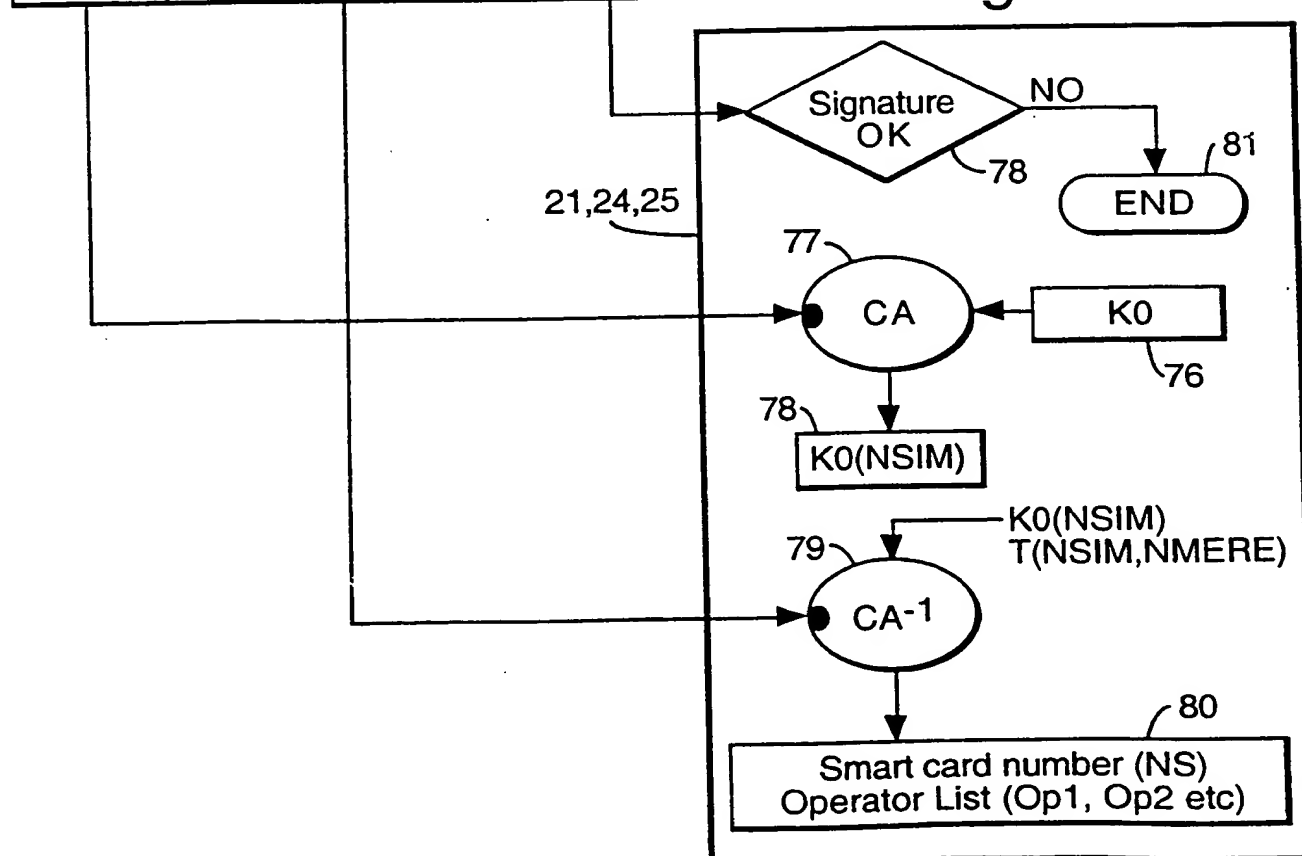 Signature
OK
NO
78
81
END
21,24,25
77
CA
K0
76
78
K0(NSIM)
K0(NSIM)
T(NSIM,NMERE)
79
CA-1
80
Smart card number (NS)
Operator List (Op1, Op2 etc)